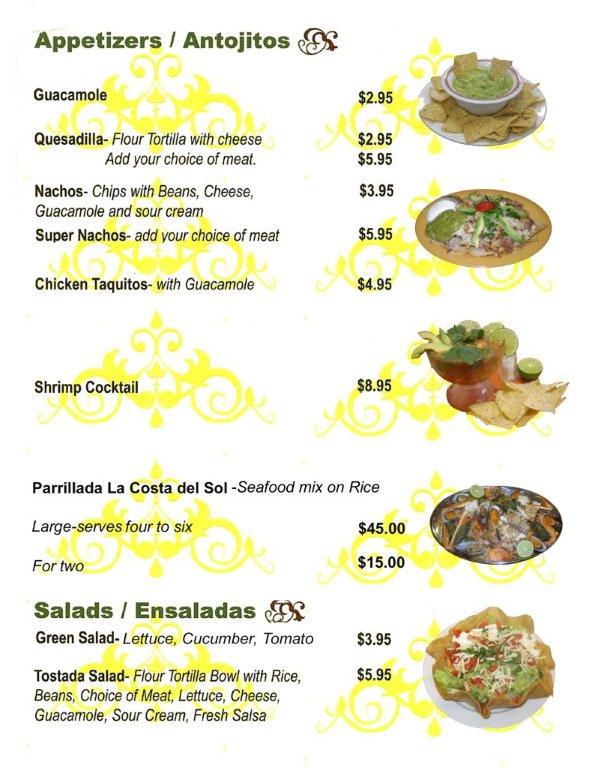 Appetizers / Antojitos
Guacamole $2.95
Quesadilla- Flour Tortilla with cheese $2.95
Add your choice of meat. $5.95
Nachos- Chips with Beans, Cheese, $3.95
Guacamole and sour cream
Super Nachos- add your choice of meat $5.95
Chicken Taquitos- with Guacamole $4.95
Shrimp Cocktail $8.95
Parrillada La Costa del Sol -Seafood mix on Rice
Large-serves four to six $45.00
For two $15.00
Salads / Ensaladas
Green Salad- Lettuce, Cucumber, Tomato $3.95
Tostada Salad- Flour Tortilla Bowl with Rice, $5.95
Beans, Choice of Meat, Lettuce, Cheese,
Guacamole, Sour Cream, Fresh Salsa